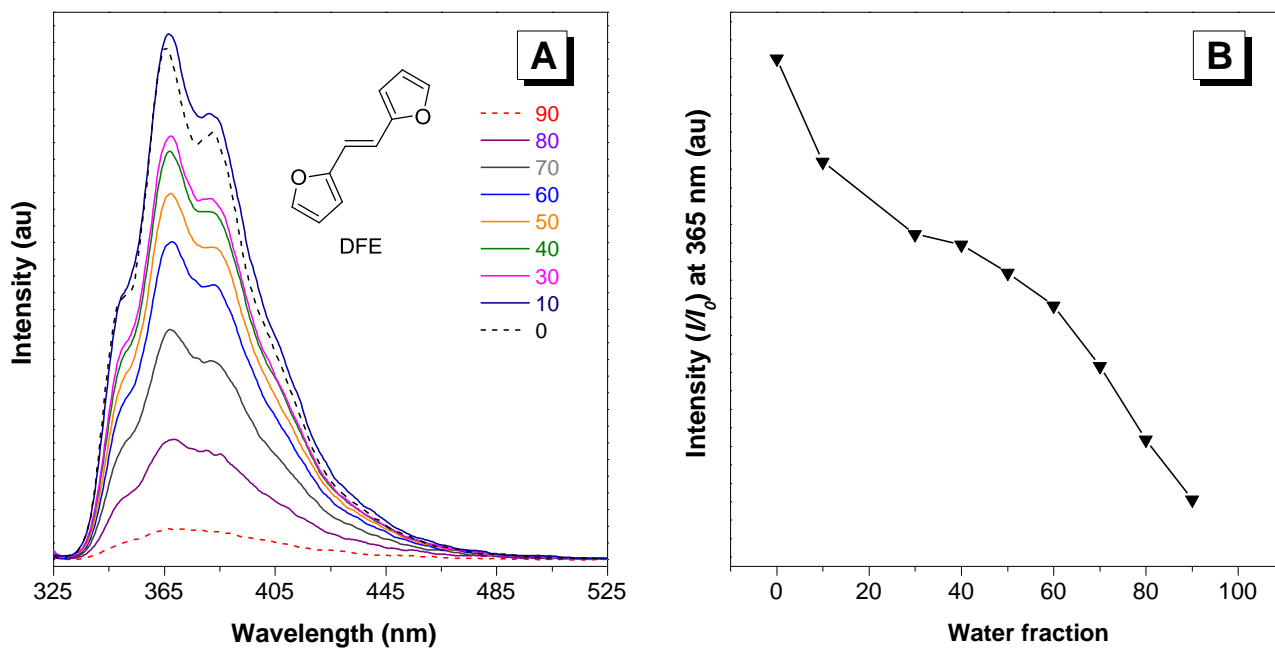 A
O
O
DFE
90
80
70
60
50
40
30
10
0
Intensity (au)
325 365 405 445 485 525
Wavelength (nm)
B
Intensity (I/I0) at 365 nm (au)
0 20 40 60 80 100
Water fraction